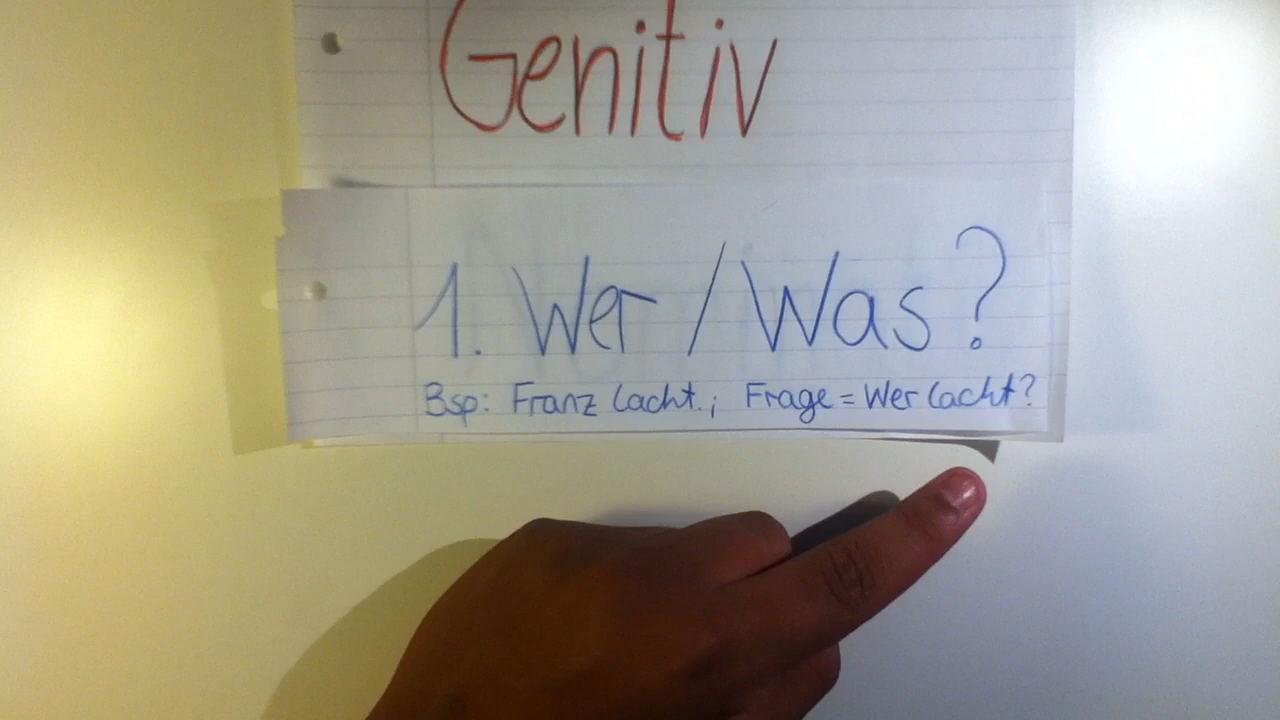 Genitiv
1. Wer / Was?
Bsp: Franz lacht.; Frage = Wer lacht?